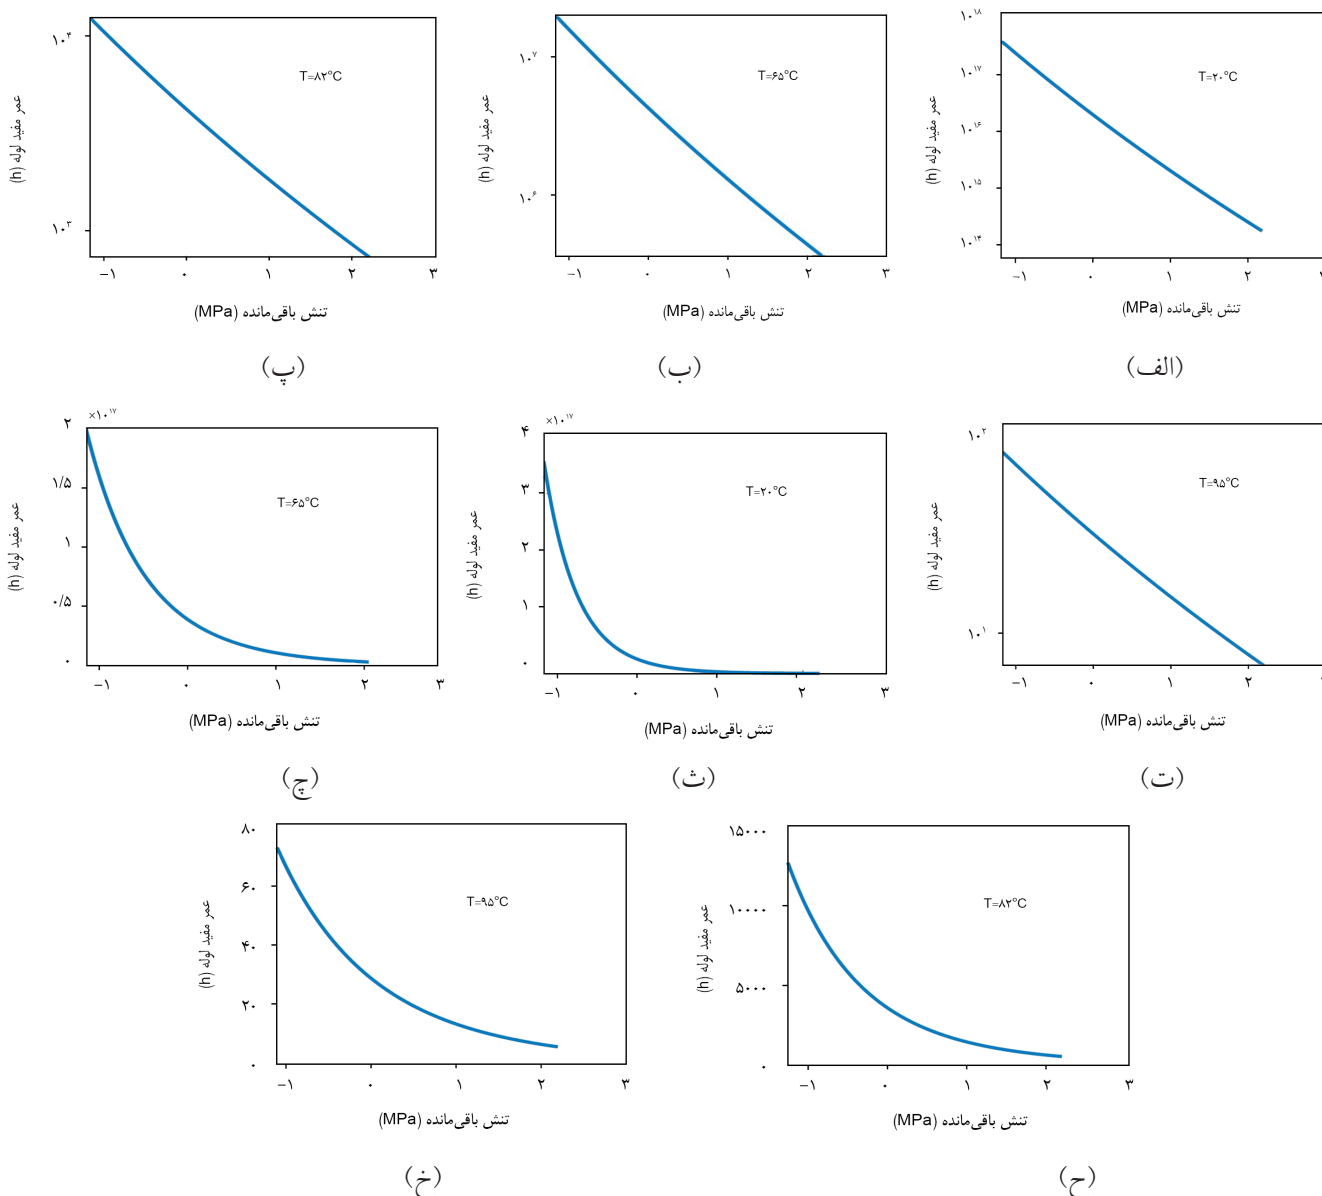 ۱۰۱۸
۱۰۱۷
۱۰۱۶
۱۰۱۵
۱۰۱۴
عمر مفید لوله (h)
T=۲۰°C
−۱ ۰ ۱ ۲ ۳
تنش باقی‌مانده (MPa)
(الف)
۱۰۷
۱۰۶
عمر مفید لوله (h)
T=۶۵°C
−۱ ۰ ۱ ۲ ۳
تنش باقی‌مانده (MPa)
(ب)
۱۰۴
۱۰۳
عمر مفید لوله (h)
T=۸۲°C
−۱ ۰ ۱ ۲ ۳
تنش باقی‌مانده (MPa)
(پ)
۱۰۲
۱۰۱
عمر مفید لوله (h)
T=۹۵°C
−۱ ۰ ۱ ۲ ۳
تنش باقی‌مانده (MPa)
(ت)
×۱۰۱۷
۴
۳
۲
۱
۰
عمر مفید لوله (h)
T=۲۰°C
−۱ ۰ ۱ ۲ ۳
تنش باقی‌مانده (MPa)
(ث)
×۱۰۱۷
۲
۱/۵
۱
۰/۵
۰
عمر مفید لوله (h)
T=۶۵°C
−۱ ۰ ۱ ۲ ۳
تنش باقی‌مانده (MPa)
(چ)
۱۵۰۰۰
۱۰۰۰۰
۵۰۰۰
۰
عمر مفید لوله (h)
T=۸۲°C
−۱ ۰ ۱ ۲ ۳
تنش باقی‌مانده (MPa)
(ح)
۸۰
۶۰
۴۰
۲۰
۰
عمر مفید لوله (h)
T=۹۵°C
−۱ ۰ ۱ ۲ ۳
تنش باقی‌مانده (MPa)
(خ)